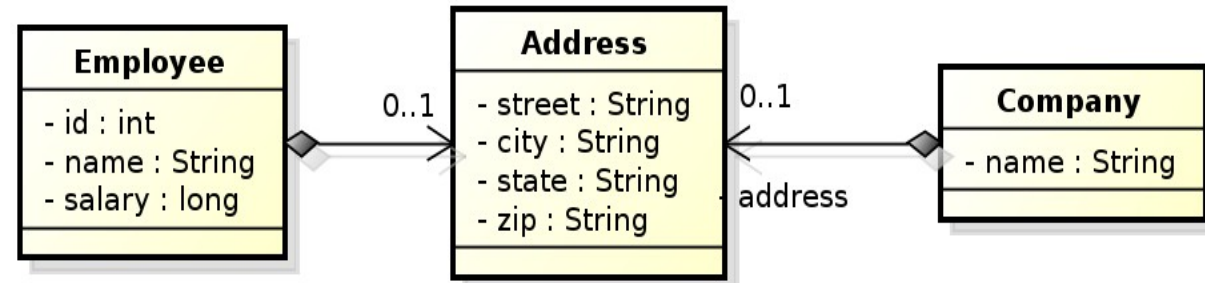 Employee
- id : int
- name : String
- salary : long
0..1
Address
- street : String
- city : String
- state : String
- zip : String
0..1
- address
Company
- name : String